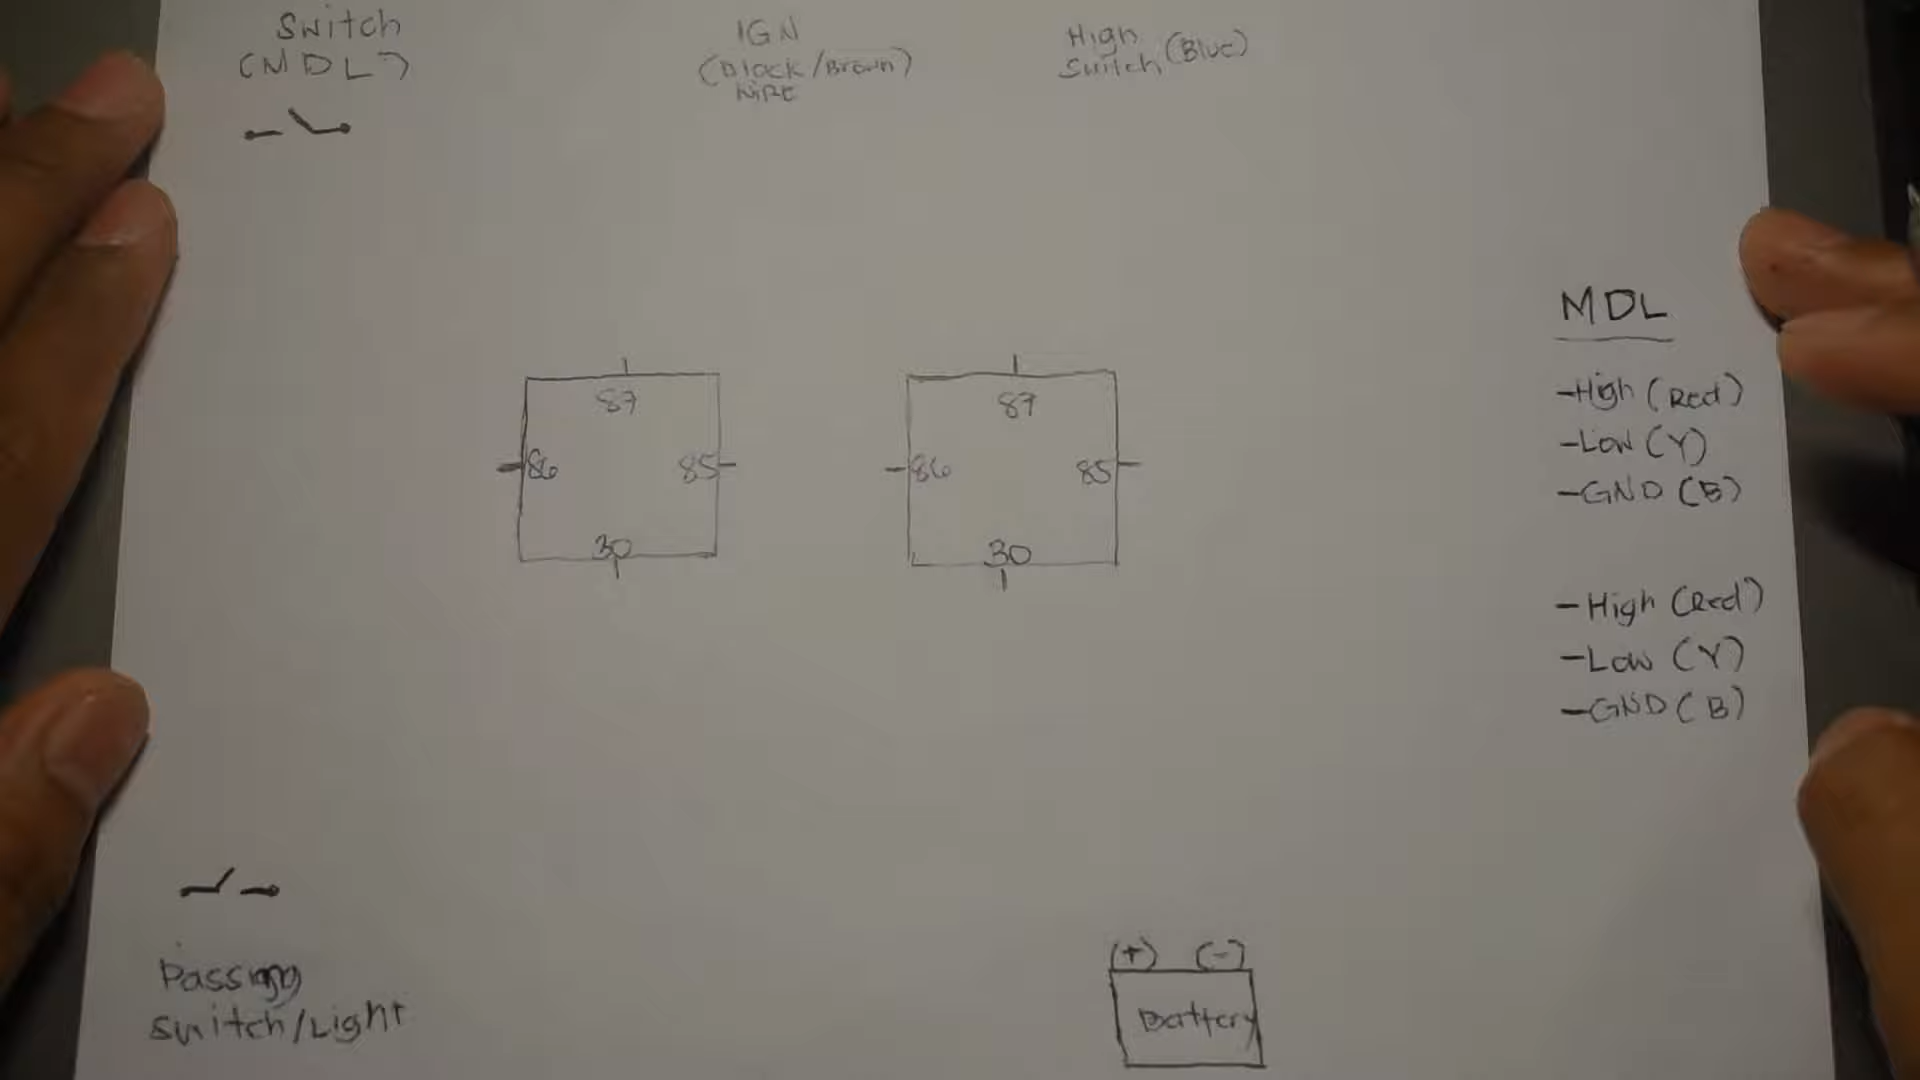 Switch
(MDL)
IGN
(Black/Brown)
wire
High
Switch (Blue)
87
86
85
30
87
86
85
30
MDL
-High (Red)
-Low (Y)
-GND (B)
-High (Red)
-Low (Y)
-GND (B)
Passing
switch/Light
(+) (-)
Battery